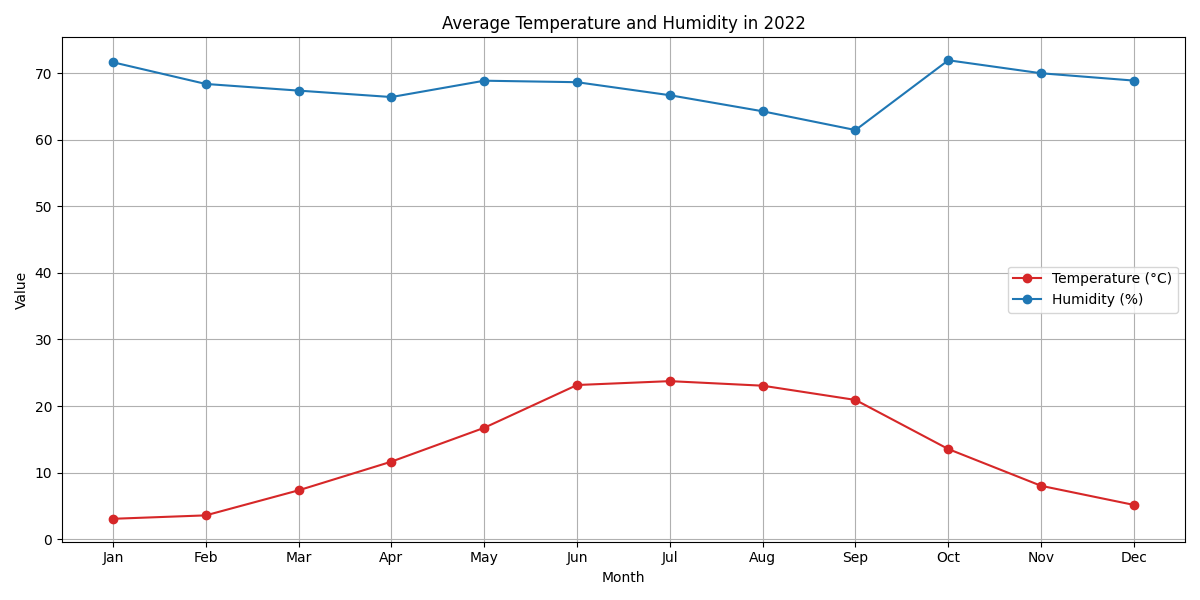 Average Temperature and Humidity in 2022
Value
70
60
50
40
30
20
10
0
Temperature (°C)
Humidity (%)
Jan Feb Mar Apr May Jun Jul Aug Sep Oct Nov Dec
Month